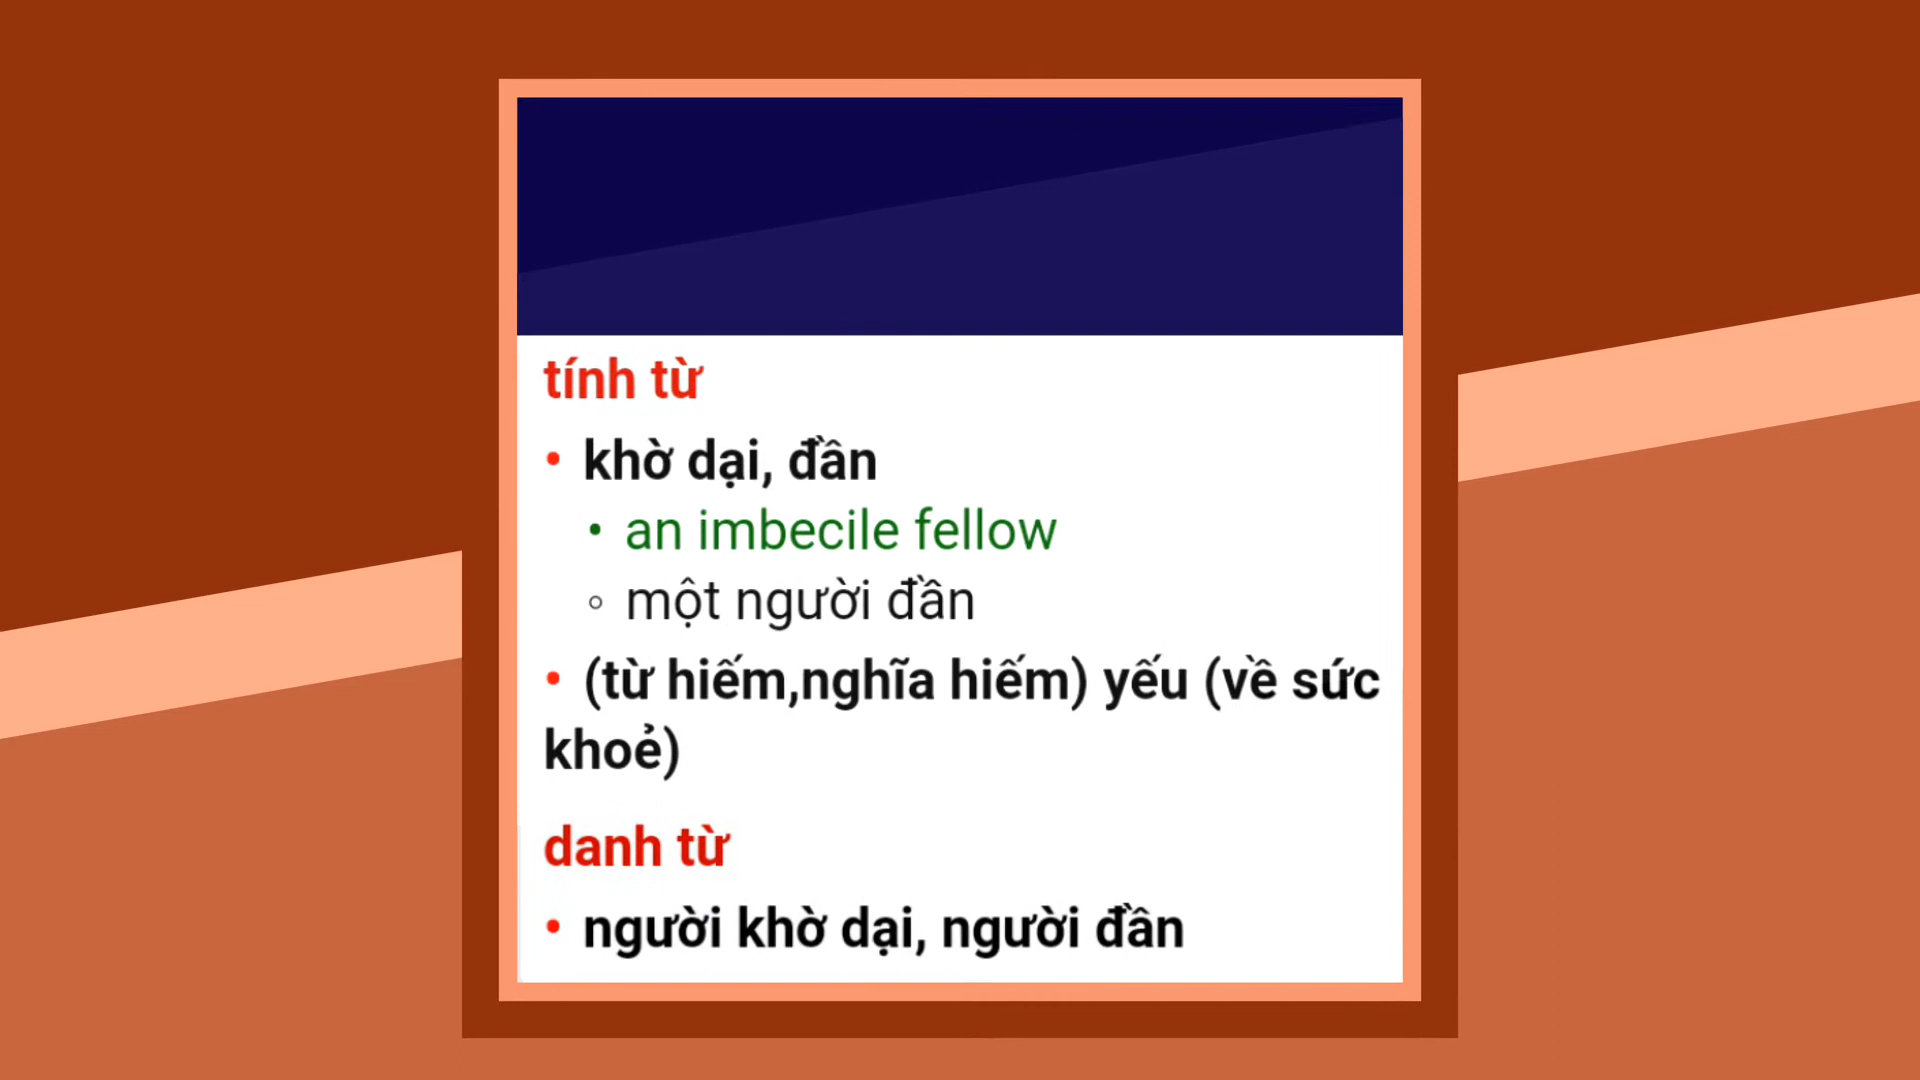 tính từ
• khờ dại, đần
• an imbecile fellow
◦ một người đần
• (từ hiếm,nghĩa hiếm) yếu (về sức
khoẻ)
danh từ
• người khờ dại, người đần